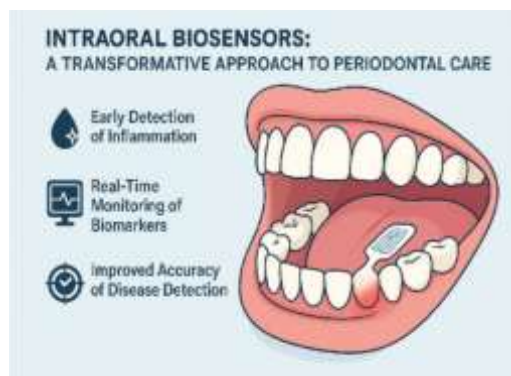 INTRAORAL BIOSENSORS:
A TRANSFORMATIVE APPROACH TO PERIODONTAL CARE
Early Detection
of Inflammation
Real-Time
Monitoring of
Biomarkers
Improved Accuracy
of Disease Detection